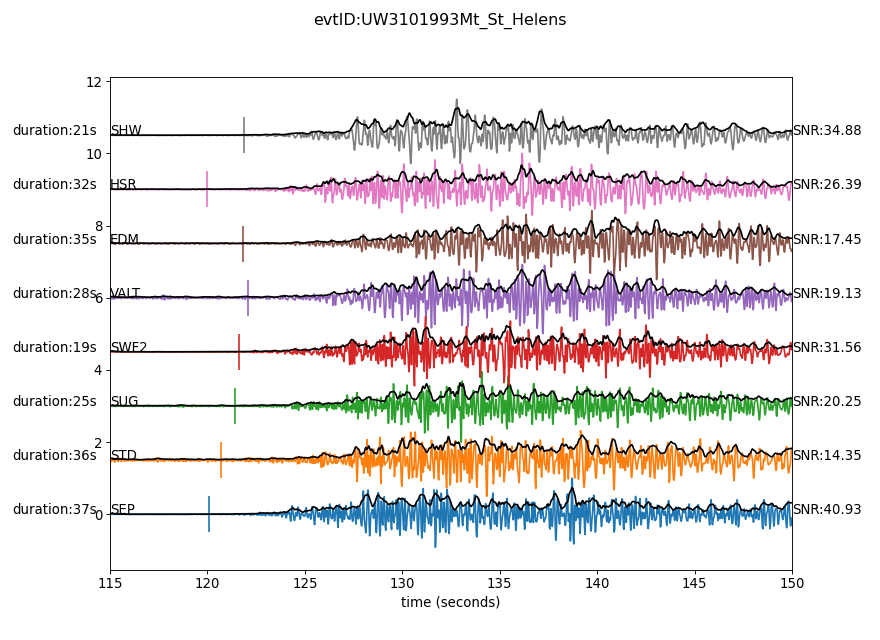 evtID:UW3101993Mt_St_Helens
12
duration:21s SHW SNR:34.88
10
duration:32s HSR SNR:26.39
8
duration:35s EDM SNR:17.45
duration:28s VALT SNR:19.13
6
duration:19s SWF2 SNR:31.56
4
duration:25s SUG SNR:20.25
2
duration:36s STD SNR:14.35
duration:37s SEP SNR:40.93
0
115 120 125 130 135 140 145 150
time (seconds)